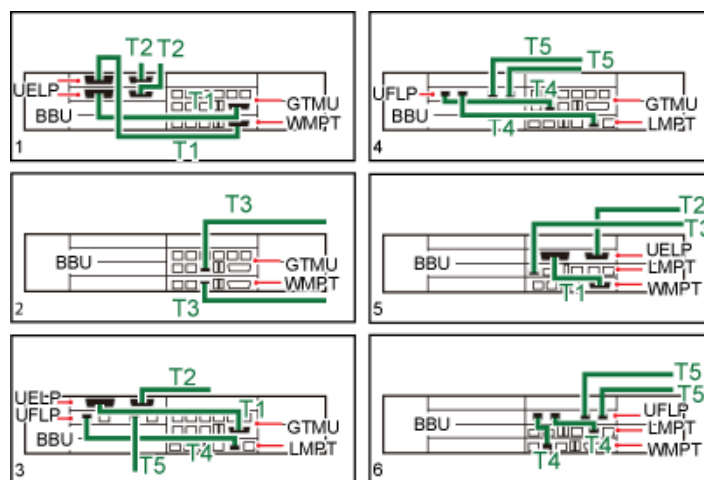 T2 T2
UELP
T1
GTMU
BBU
WMPT
T1
1
T5
T5
UFLP
T4
GTMU
BBU
T4
LMPT
4
T3
BBU
GTMU
WMPT
T3
2
T2
T3
UELP
BBU
LMPT
T1
WMPT
5
T2
UELP
T1
UFLP
GTMU
BBU
T4
LMPT
T5
3
T5
T5
UFLP
BBU
LMPT
T4
WMPT
T4
6